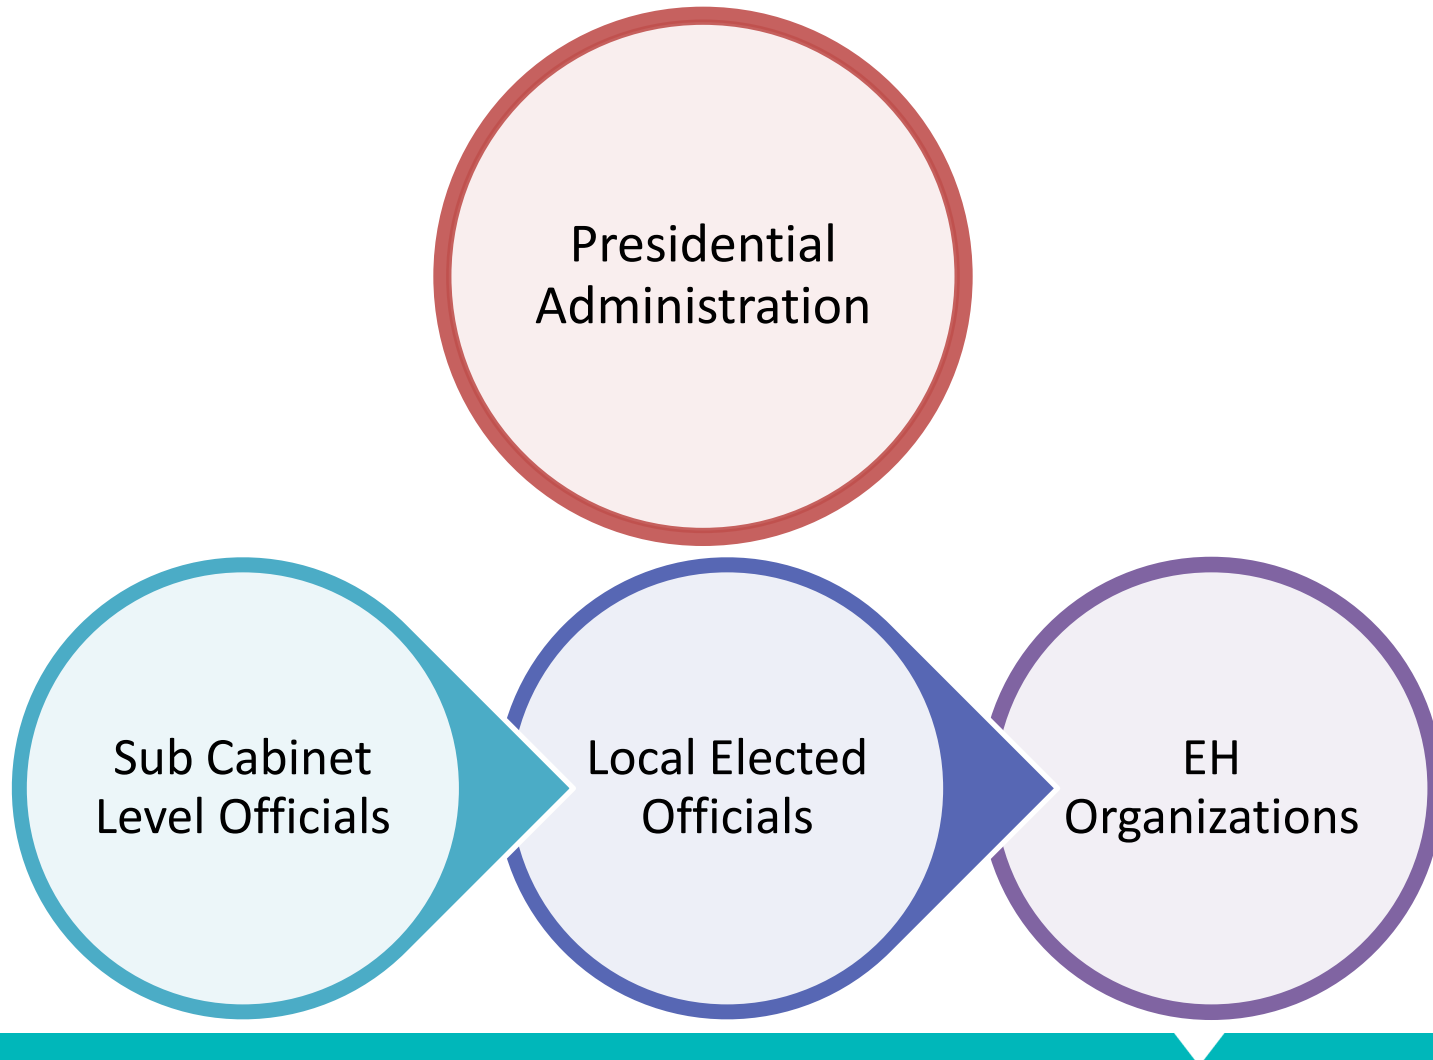 Presidential
Administration
Sub Cabinet
Level Officials
Local Elected
Officials
EH
Organizations